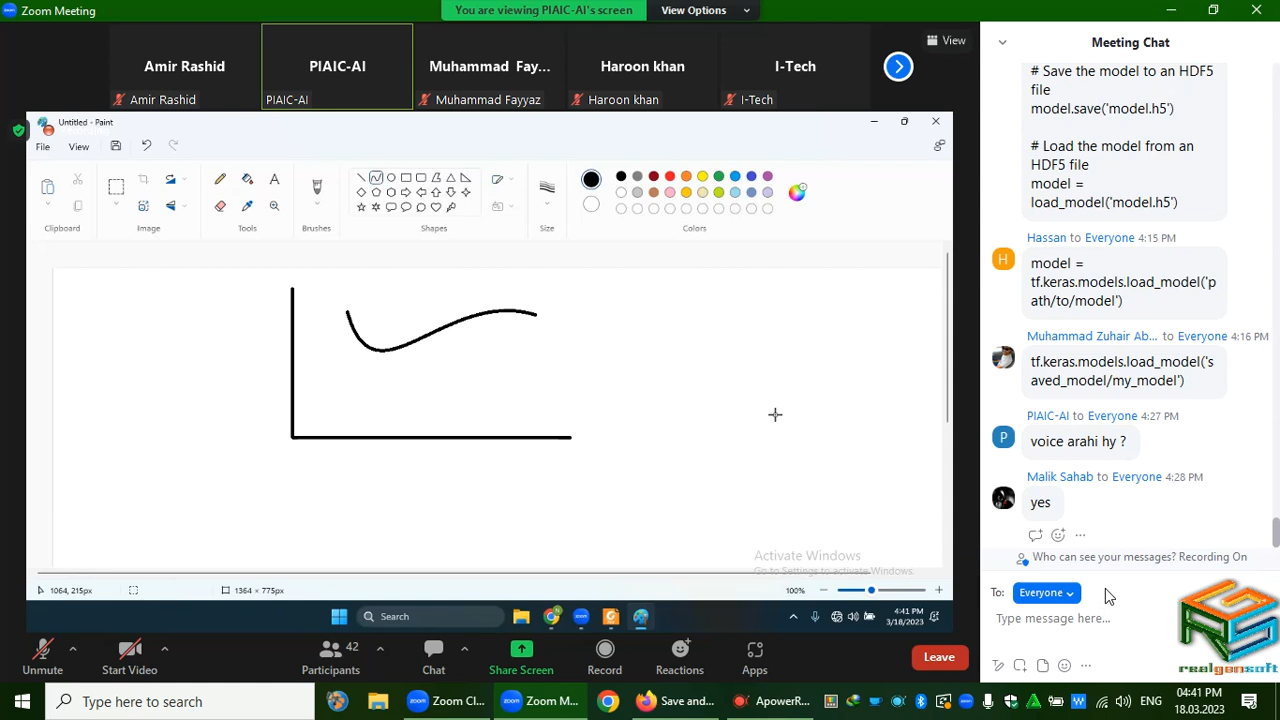 Zoom Meeting
You are viewing PIAIC-AI's screen
View Options
Amir Rashid
PIAIC-AI
Muhammad Fay...
Haroon khan
I-Tech
View
Amir Rashid
PIAIC-AI
Muhammad Fayyaz
Haroon khan
I-Tech
Untitled - Paint
File
View
Clipboard
Image
Tools
Brushes
Shapes
Size
Colors
Activate Windows
Go to Settings to activate Windows.
1064, 215px
1364 × 775px
100%
Search
4:41 PM
3/18/2023
Unmute
Start Video
42
Participants
Chat
Share Screen
Record
Reactions
Apps
Leave
Meeting Chat
# Save the model to an HDF5
file
model.save('model.h5')
# Load the model from an
HDF5 file
model =
load_model('model.h5')
Hassan to Everyone 4:15 PM
H
model =
tf.keras.models.load_model('p
ath/to/model')
Muhammad Zuhair Ab... to Everyone 4:16 PM
tf.keras.models.load_model('s
aved_model/my_model')
PIAIC-AI to Everyone 4:27 PM
P
voice arahi hy ?
Malik Sahab to Everyone 4:28 PM
yes
Who can see your messages? Recording On
To: Everyone
Type message here...
realgunsoft
Type here to search
Zoom Cl...
Zoom M...
Save and...
ApowerR...
ENG
04:41 PM
18.03.2023